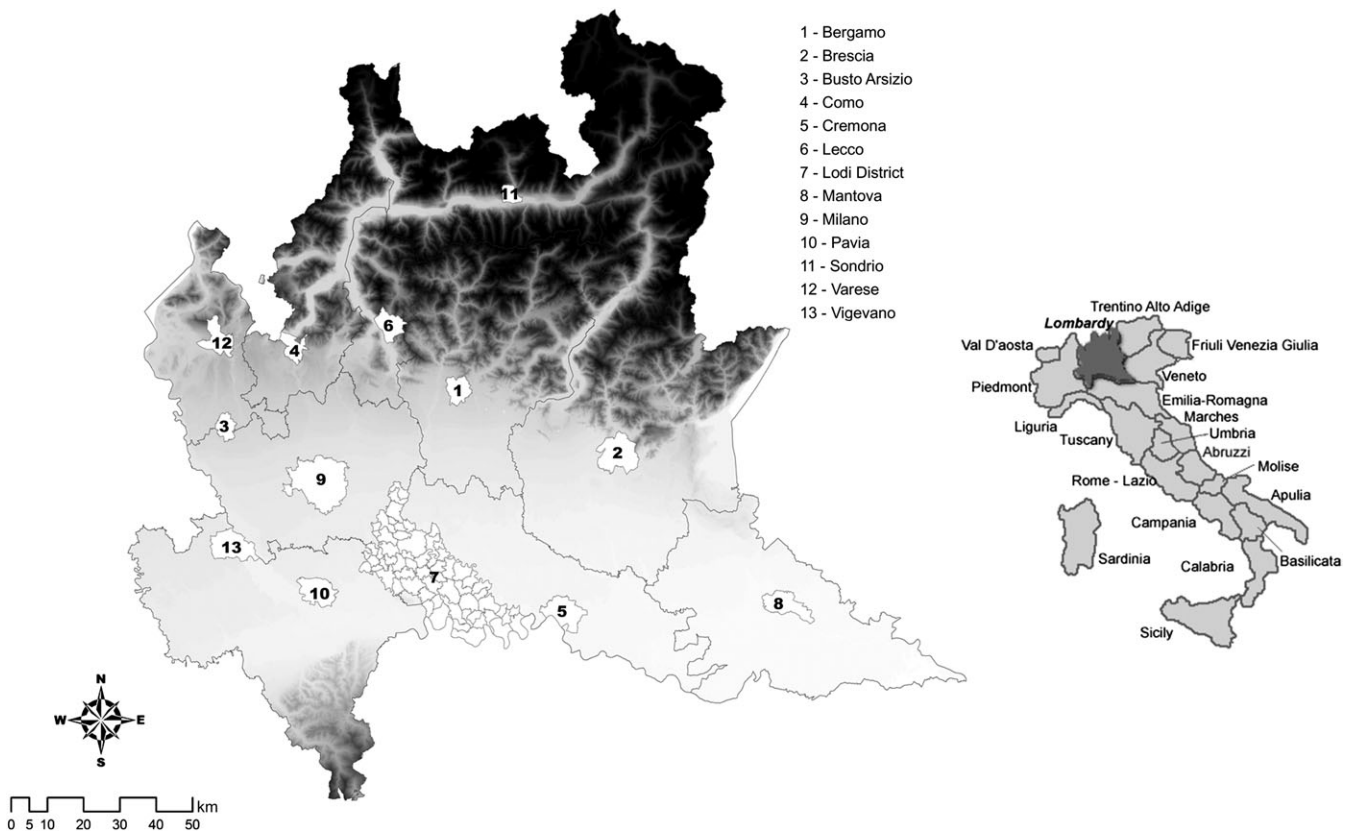 1 - Bergamo
2 - Brescia
3 - Busto Arsizio
4 - Como
5 - Cremona
6 - Lecco
7 - Lodi District
8 - Mantova
9 - Milano
10 - Pavia
11 - Sondrio
12 - Varese
13 - Vigevano
11
6
12
4
1
3
2
9
13
7
10
5
8
N
W E
S
km
0 5 10 20 30 40 50
Trentino Alto Adige
Lombardy
Val D'aosta
Friuli Venezia Giulia
Veneto
Piedmont
Emilia-Romagna
Marches
Liguria
Umbria
Tuscany
Abruzzi
Molise
Rome - Lazio
Apulia
Campania
Sardinia
Calabria
Basilicata
Sicily